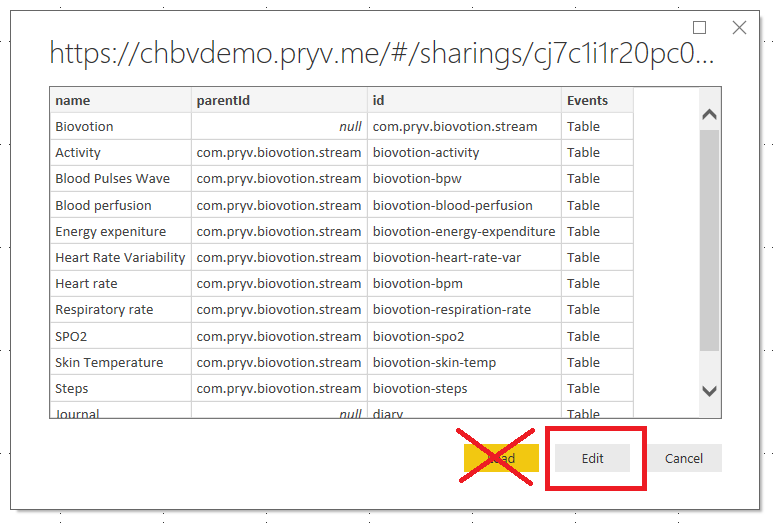 https://chbvdemo.pryv.me/#/sharings/cj7c1i1r20pc0...
name parentId id Events
Biovotion null com.pryv.biovotion.stream Table
Activity com.pryv.biovotion.stream biovotion-activity Table
Blood Pulses Wave com.pryv.biovotion.stream biovotion-bpw Table
Blood perfusion com.pryv.biovotion.stream biovotion-blood-perfusion Table
Energy expeniture com.pryv.biovotion.stream biovotion-energy-expenditure Table
Heart Rate Variability com.pryv.biovotion.stream biovotion-heart-rate-var Table
Heart rate com.pryv.biovotion.stream biovotion-bpm Table
Respiratory rate com.pryv.biovotion.stream biovotion-respiration-rate Table
SPO2 com.pryv.biovotion.stream biovotion-spo2 Table
Skin Temperature com.pryv.biovotion.stream biovotion-skin-temp Table
Steps com.pryv.biovotion.stream biovotion-steps Table
Journal null diary Table
Edit Cancel